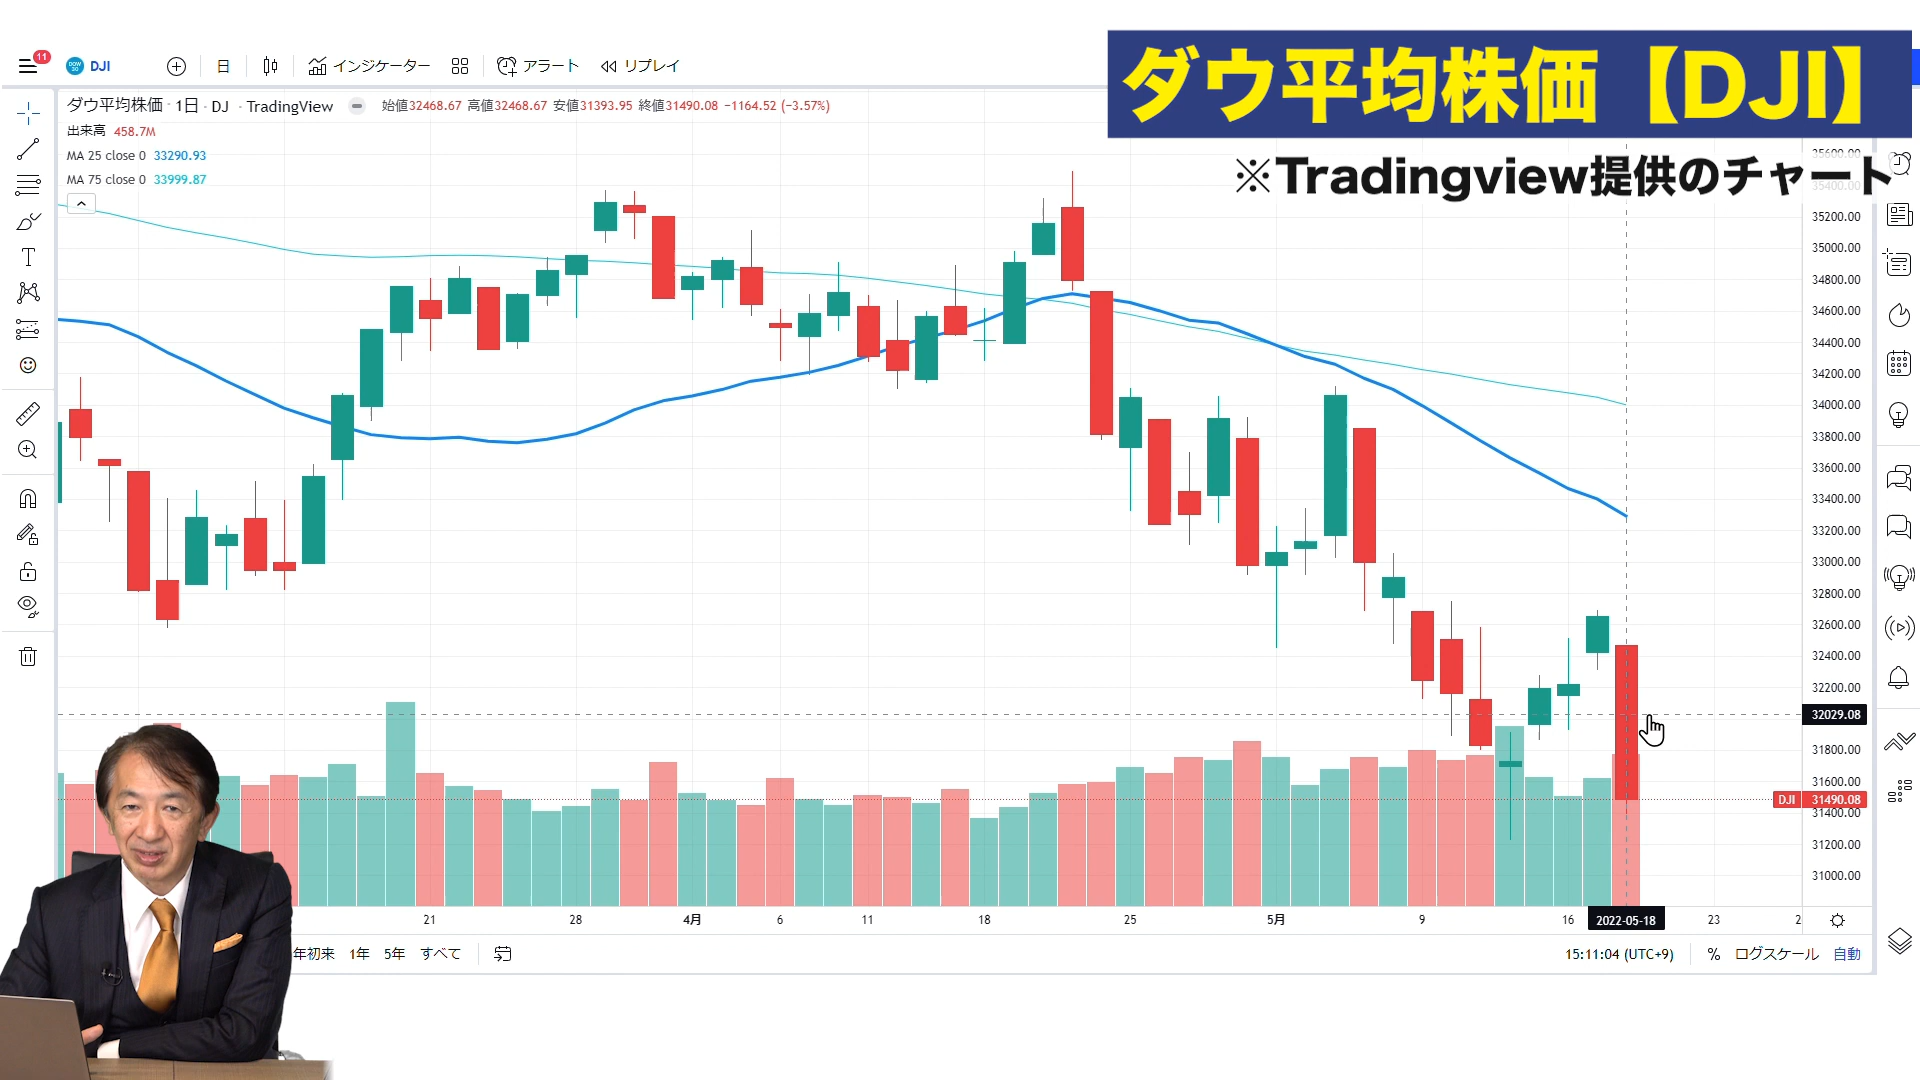 ダウ平均株価【DJI】
※Tradingview提供のチャート
11
DOW 30 DJI 日 インジケーター アラート リプレイ
ダウ平均株価・1日・DJ・TradingView 始値32468.67 高値32468.67 安値31393.95 終値31490.08 −1164.52 (−3.57%)
出来高 458.7M
MA 25 close 0 33290.93
MA 75 close 0 33999.87
35600.00
35400.00
35200.00
35000.00
34800.00
34600.00
34400.00
34200.00
34000.00
33800.00
33600.00
33400.00
33200.00
33000.00
32800.00
32600.00
32400.00
32200.00
32029.08
31800.00
31600.00
DJI 31490.08
31400.00
31200.00
31000.00
21 28 4月 6 11 18 25 5月 9 16 2022-05-18 23 2
年初来 1年 5年 すべて 15:11:04 (UTC+9) % ログスケール 自動